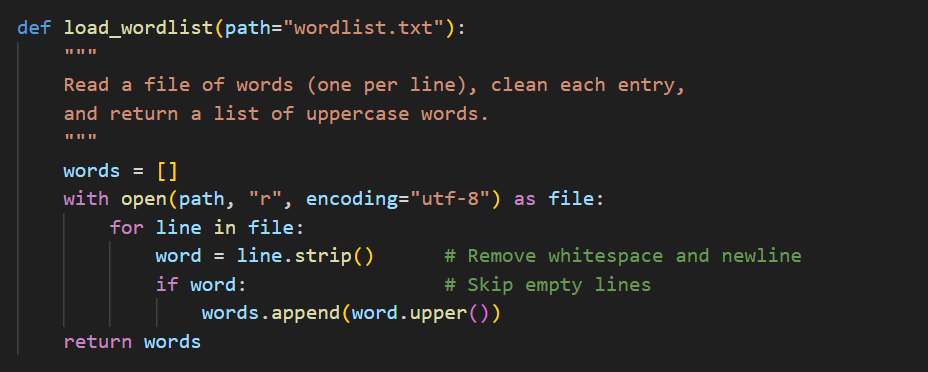 def load_wordlist(path="wordlist.txt"):
    """
    Read a file of words (one per line), clean each entry,
    and return a list of uppercase words.
    """
    words = []
    with open(path, "r", encoding="utf-8") as file:
        for line in file:
            word = line.strip()      # Remove whitespace and newline
            if word:                 # Skip empty lines
                words.append(word.upper())
    return words